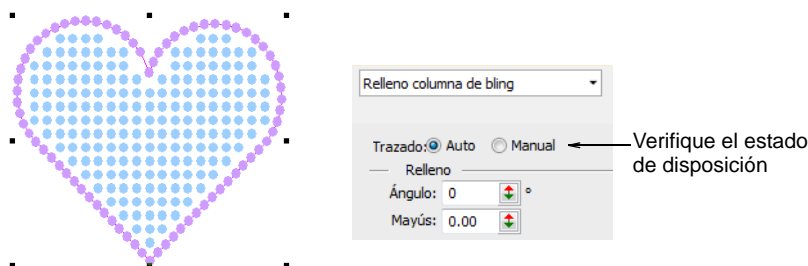 Relleno columna de bling
Trazado: Auto Manual
Relleno
Ángulo: 0 °
Mayús: 0.00
Verifique el estado
de disposición